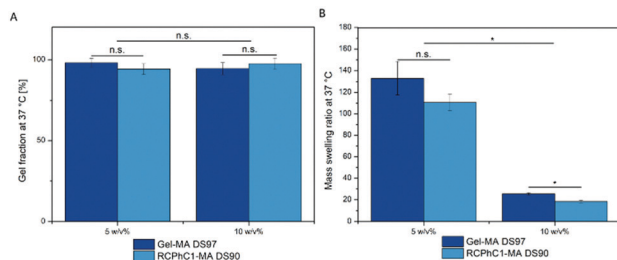 A
n.s.
n.s.
n.s.
100
50
0
Gel fraction at 37 °C [%]
5 w/v%
10 w/v%
Gel-MA DS97
RCPhC1-MA DS90
B
180
160
140
120
100
80
60
40
20
0
Mass swelling ratio at 37 °C
*
n.s.
*
5 w/v%
10 w/v%
Gel-MA DS97
RCPhC1-MA DS90